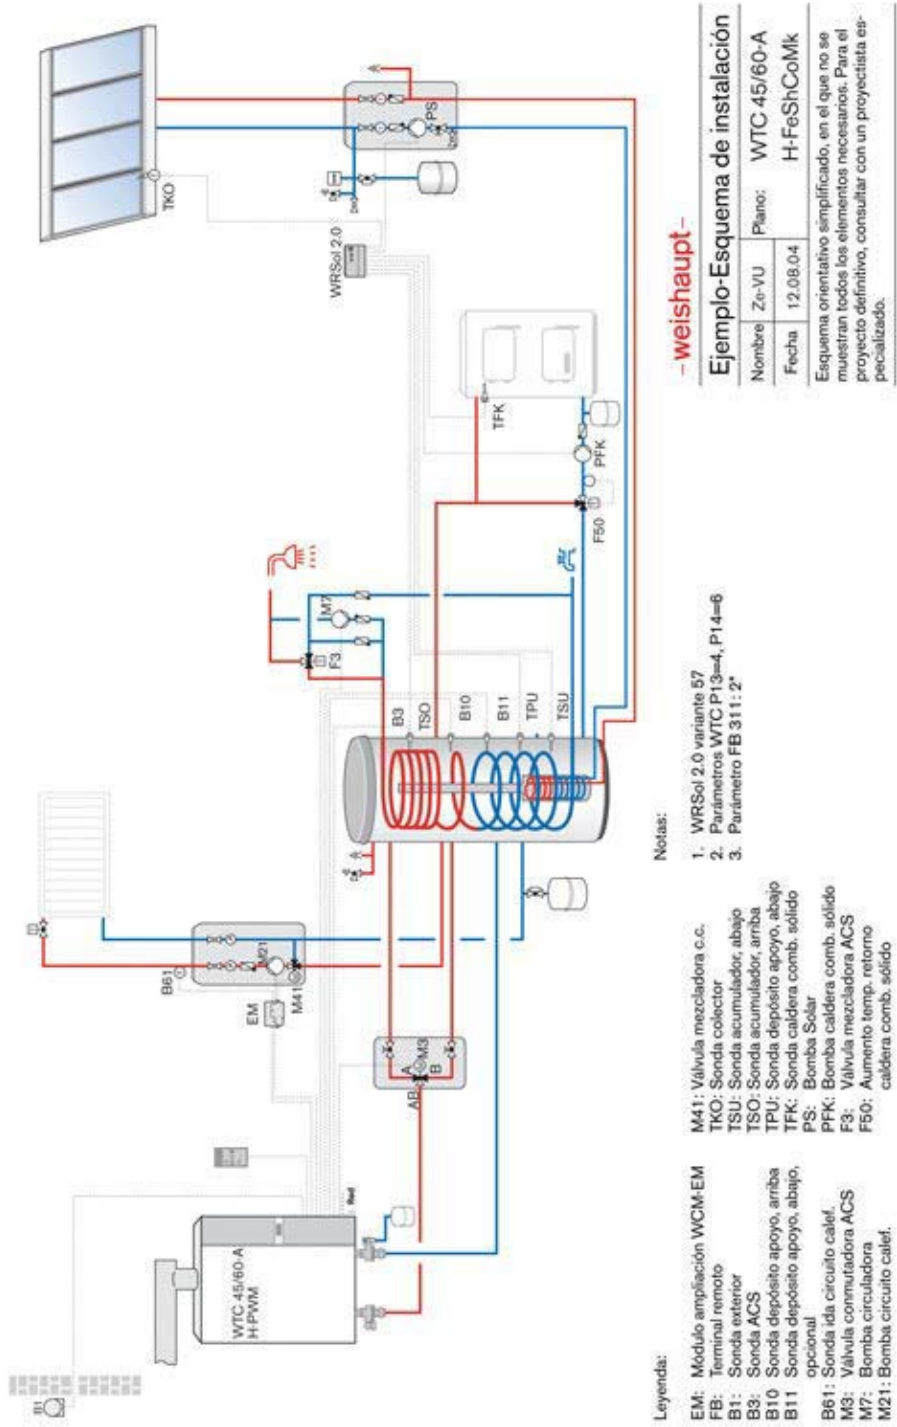 B1
WTC 45/60-A
H-PWM
Red
EM
B61
M21
M41
AB
A
M3
B
B3
TSO
B10
B11
TPU
TSU
F3
M7
F50
PFK
TFK
WRSol 2.0
TKO
PS
Leyenda:
EM: Módulo ampliación WCM-EM
FB: Terminal remoto
B1: Sonda exterior
B3: Sonda ACS
B10 Sonda depósito apoyo, arriba
B11 Sonda depósito apoyo, abajo,
opcional
B61: Sonda ida circuito calef.
M3: Válvula conmutadora ACS
M7: Bomba circuladora
M21: Bomba circuito calef.
M41: Válvula mezcladora c.c.
TKO: Sonda colector
TSU: Sonda acumulador, abajo
TSO: Sonda acumulador, arriba
TPU: Sonda depósito apoyo, abajo
TFK: Sonda caldera comb. sólido
PS: Bomba Solar
PFK: Bomba caldera comb. sólido
F3: Válvula mezcladora ACS
F50: Aumento temp. retorno
caldera comb. sólido
Notas:
1. WRSol 2.0 variante 57
2. Parámetros WTC P13=4, P14=6
3. Parámetro FB 311: 2*
-weishaupt-
Ejemplo-Esquema de instalación
Nombre Ze-VU Plano: WTC 45/60-A
Fecha 12.08.04 H-FeShCoMk
Esquema orientativo simplificado, en el que no se
muestran todos los elementos necesarios. Para el
proyecto definitivo, consultar con un proyectista es-
pecializado.